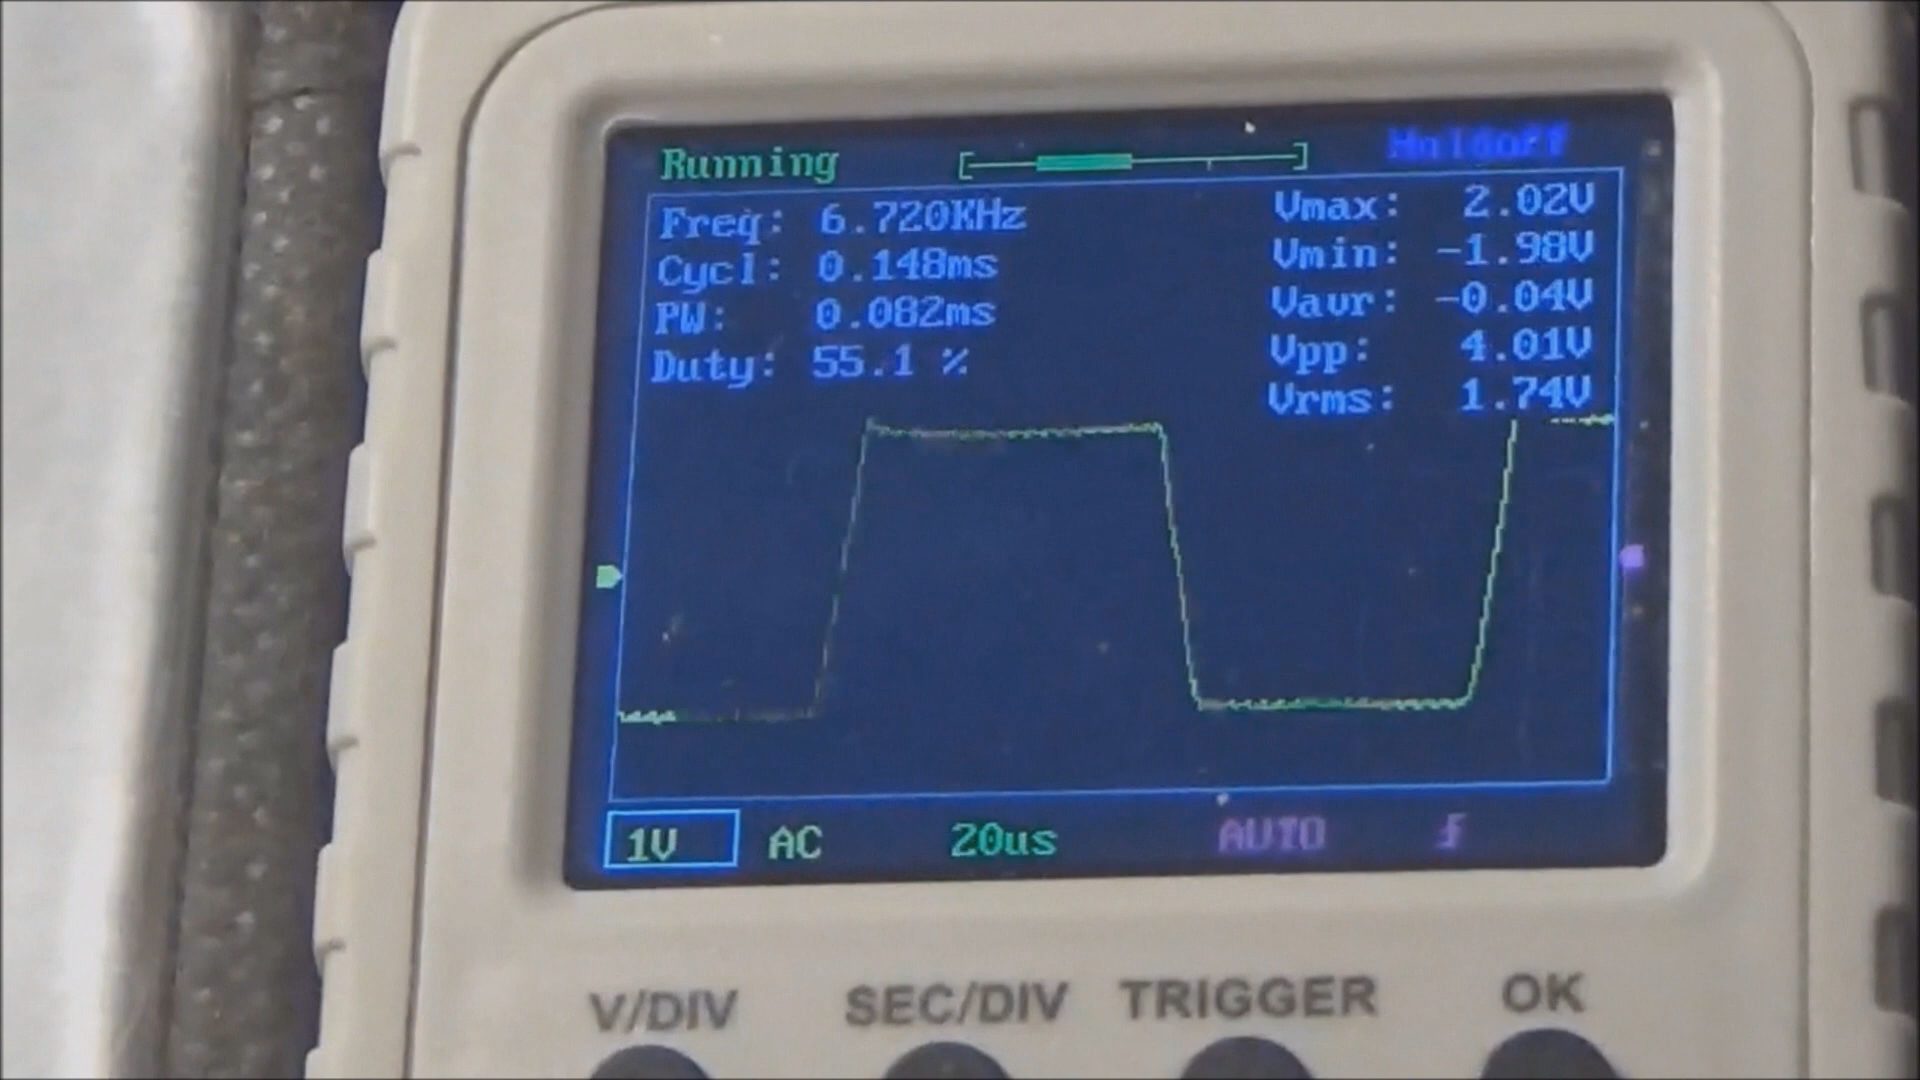 Running Holdoff
Freq: 6.720KHz Vmax: 2.02V
Cycl: 0.148ms Vmin: -1.98V
PW: 0.082ms Vavr: -0.04V
Duty: 55.1 % Vpp: 4.01V
Vrms: 1.74V
1V AC 20us AUTO
V/DIV SEC/DIV TRIGGER OK